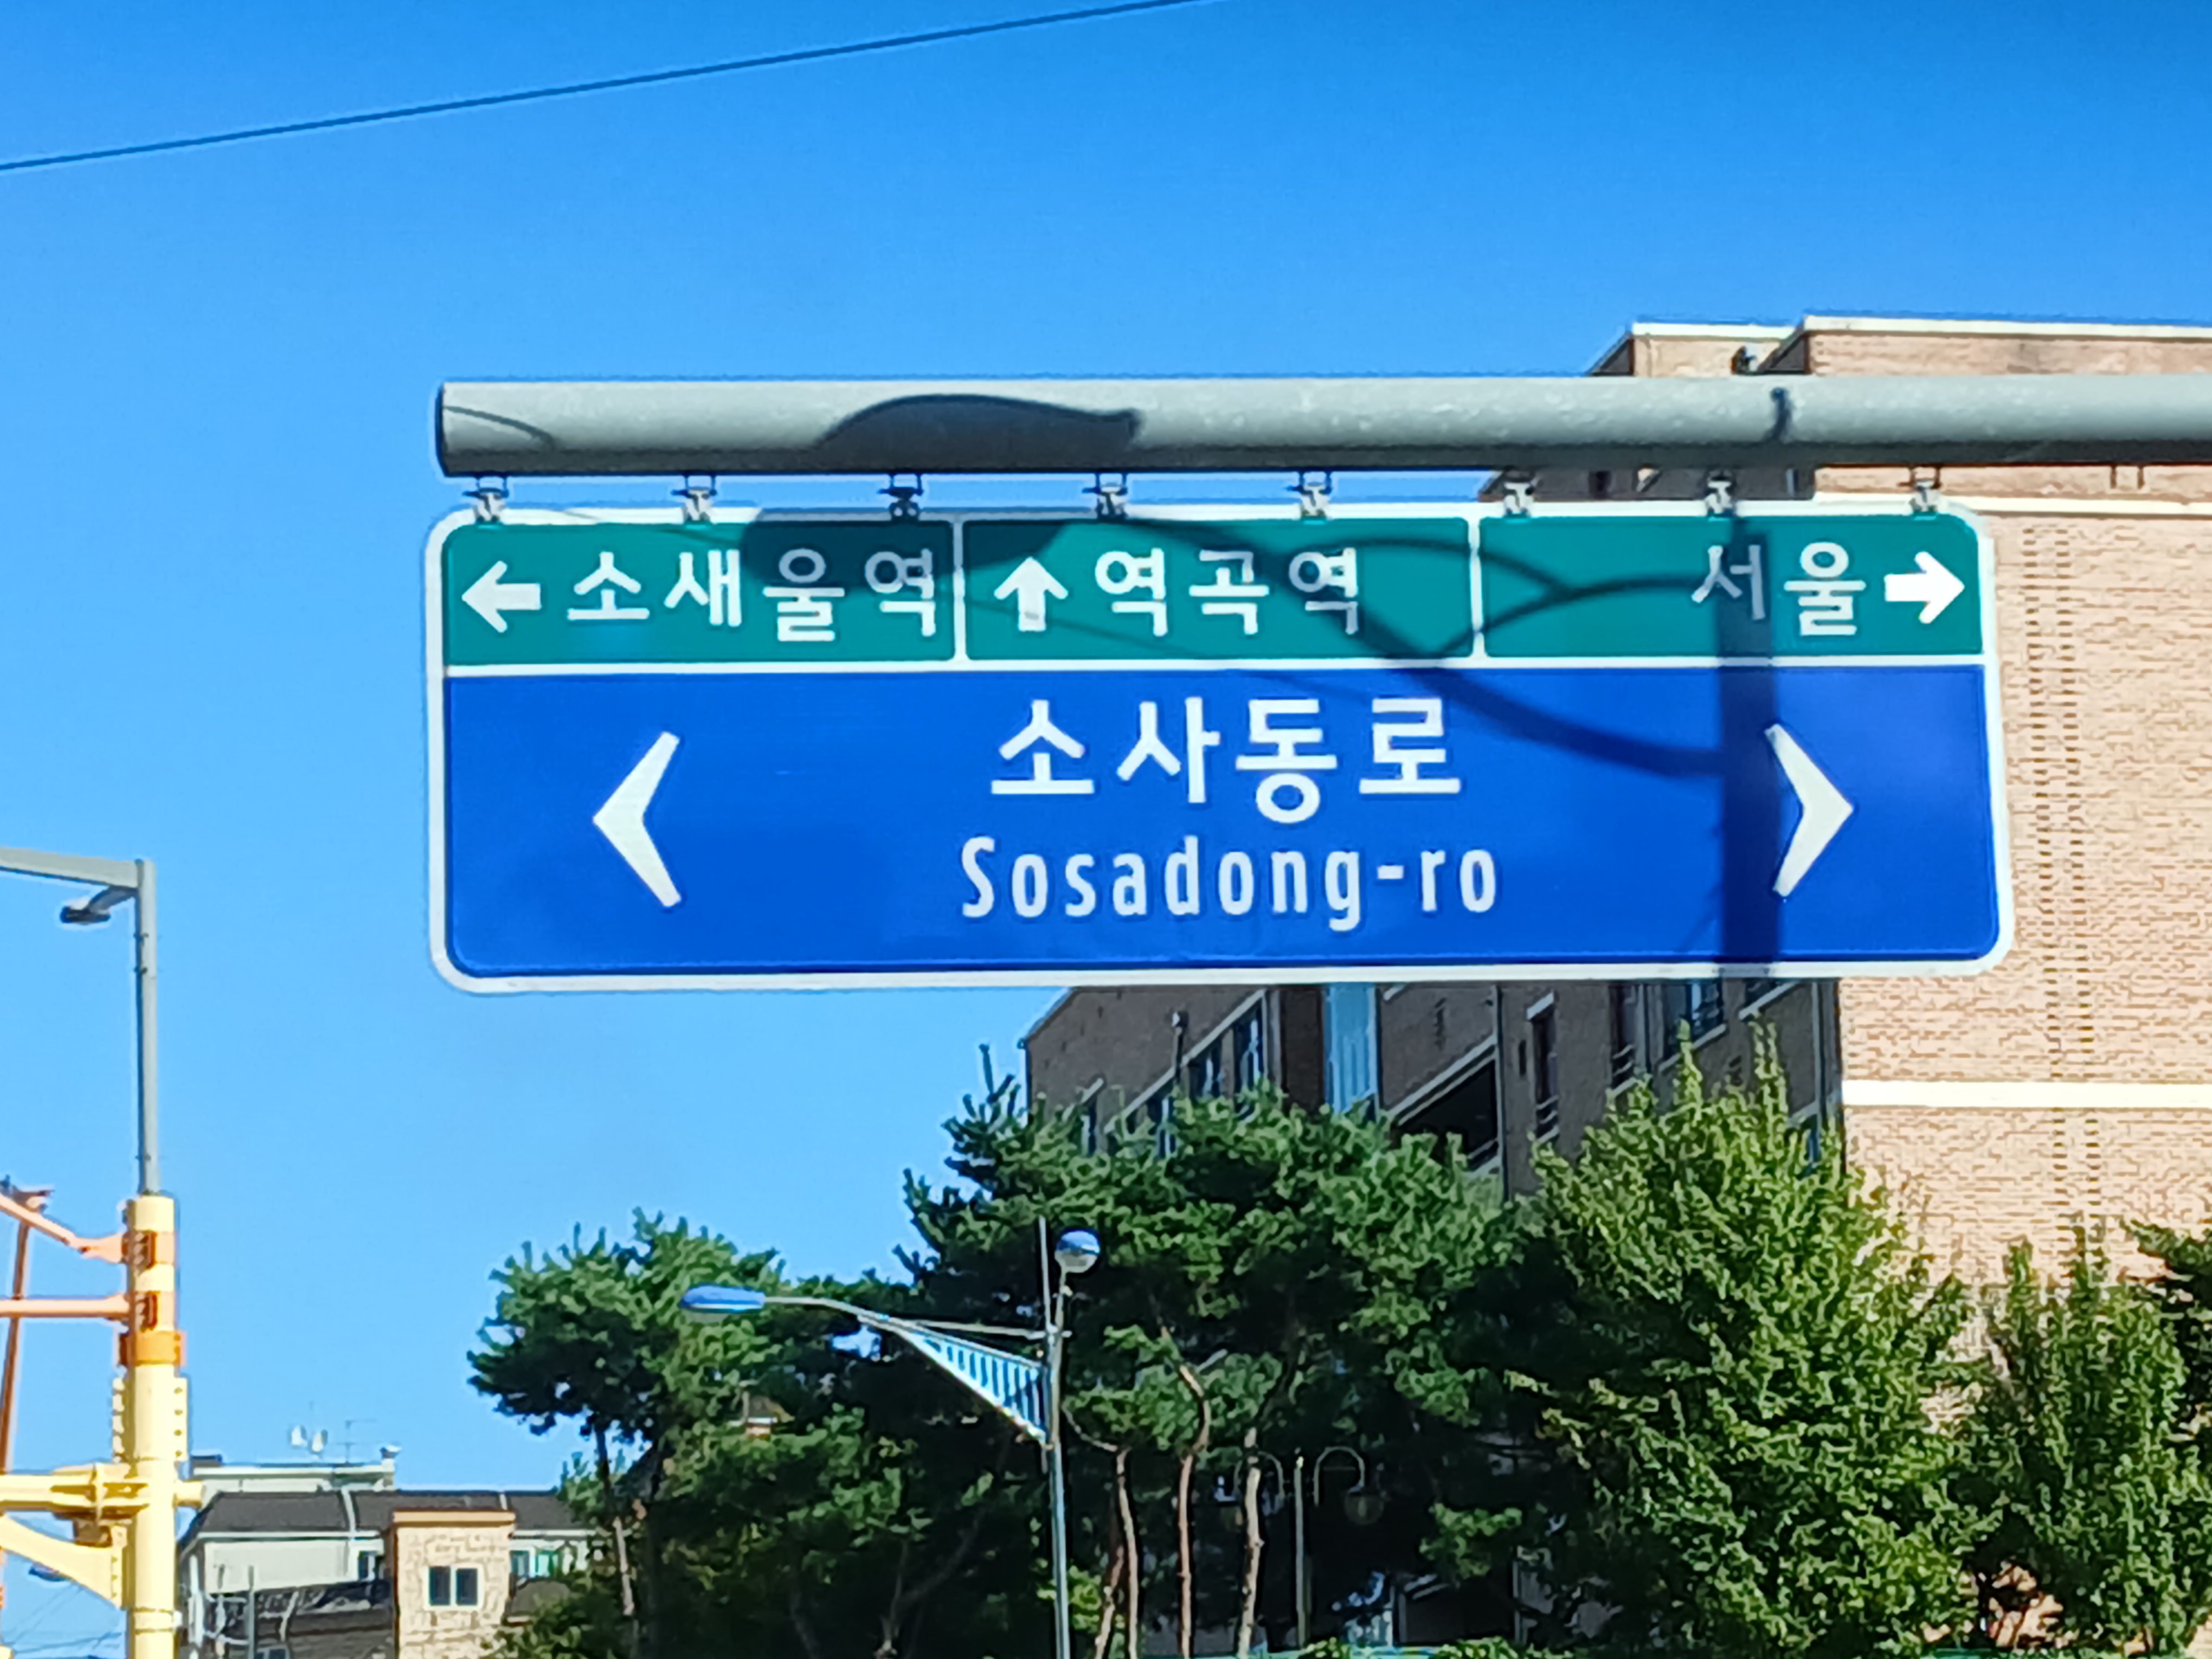 ← 소새울역 ↑ 역곡역 서울 →
소사동로
Sosadong-ro